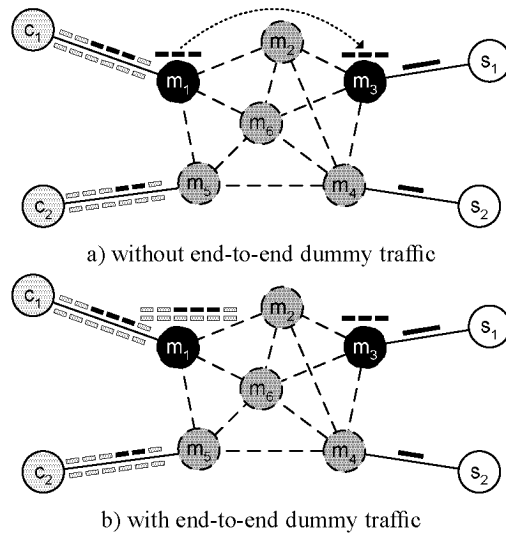 c₁
m₂
m₁
m₃
s₁
m₆
c₂
m₅
m₄
s₂
a) without end-to-end dummy traffic
c₁
m₂
m₁
m₃
s₁
m₆
c₂
m₅
m₄
s₂
b) with end-to-end dummy traffic